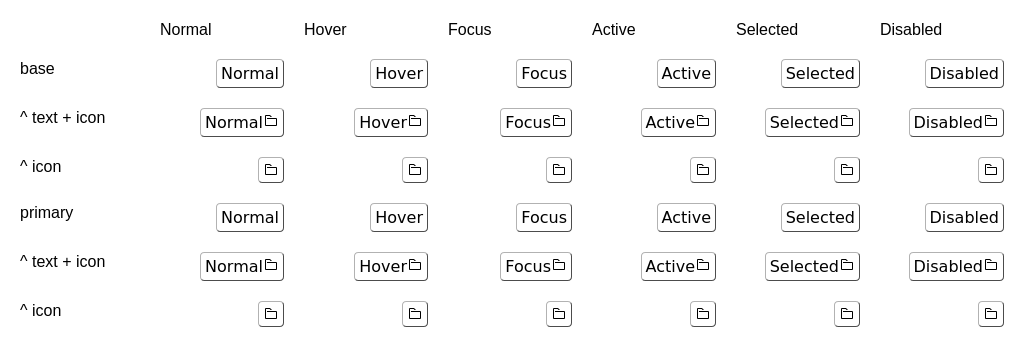 Normal Hover Focus Active Selected Disabled
base Normal Hover Focus Active Selected Disabled
^ text + icon Normal Hover Focus Active Selected Disabled
^ icon
primary Normal Hover Focus Active Selected Disabled
^ text + icon Normal Hover Focus Active Selected Disabled
^ icon